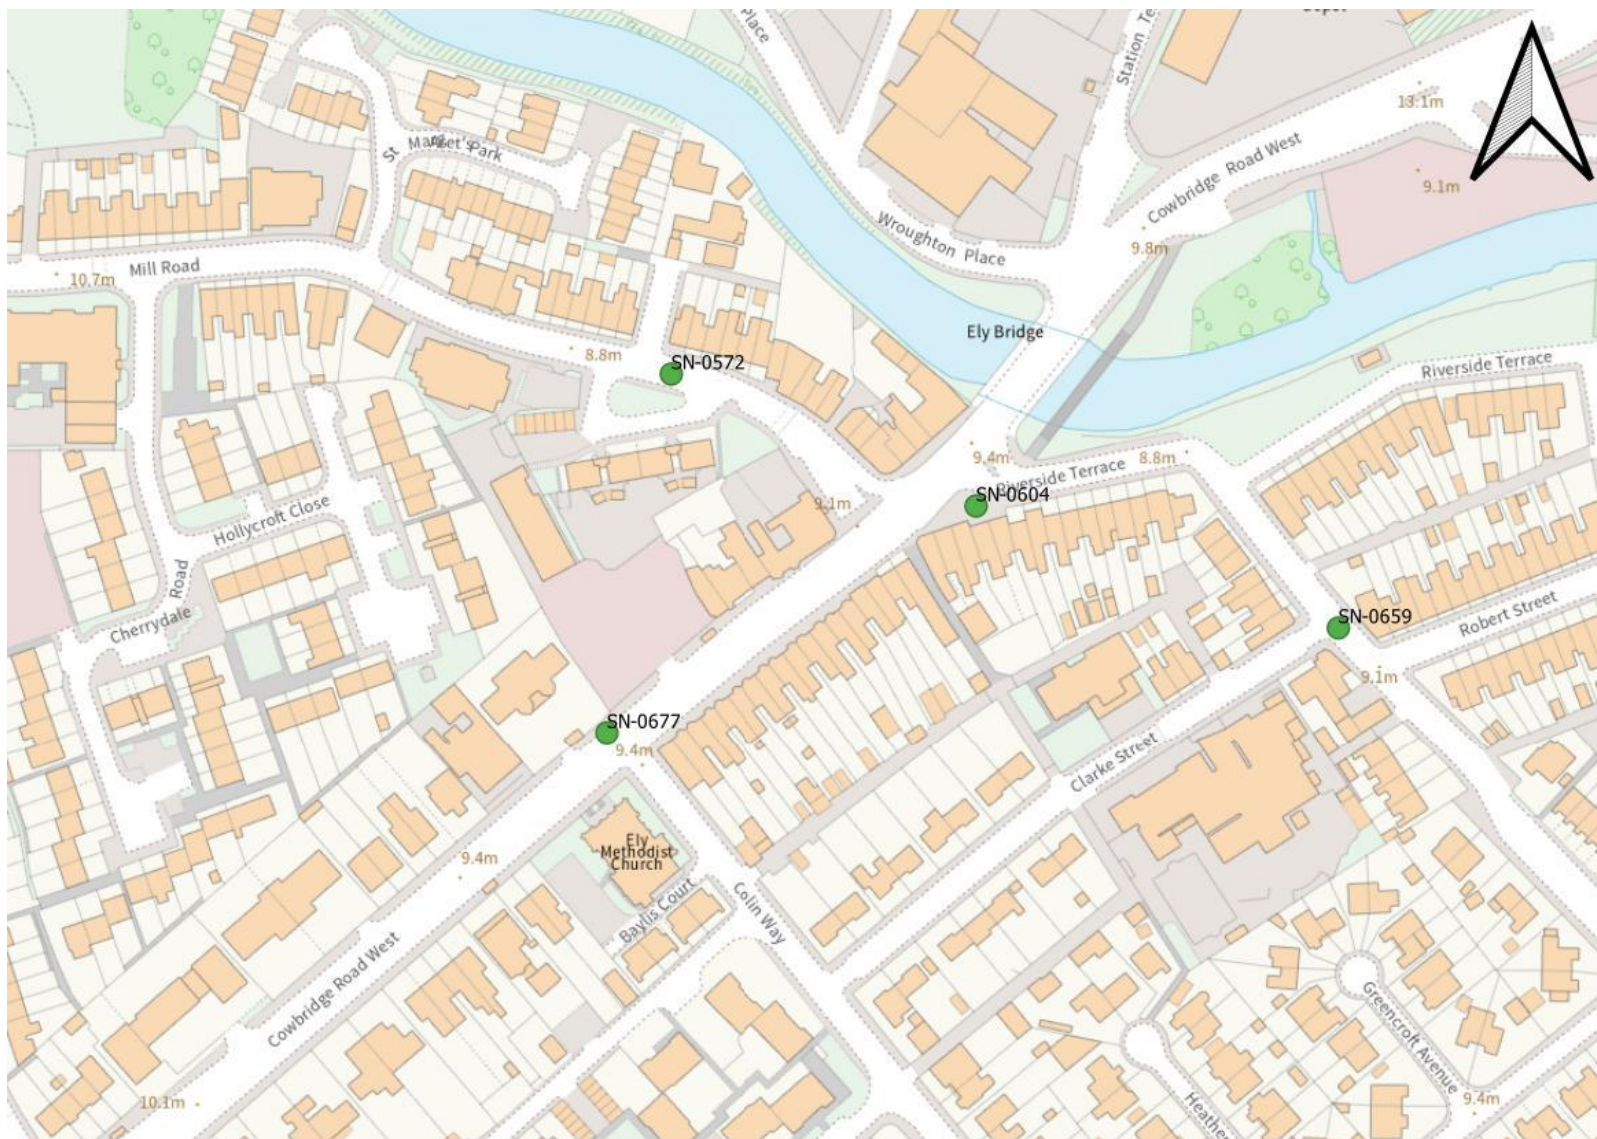 Place
Station Te
Depot
13.1m
Cowbridge Road West
9.1m
St Margaret's Park
Wroughton Place
9.8m
Mill Road
10.7m
Ely Bridge
8.8m
SN-0572
Riverside Terrace
9.4m
8.8m
Riverside Terrace
SN-0604
9.1m
Hollycroft Close
Cherrydale Road
SN-0659
Robert Street
9.1m
SN-0677
9.4m
Clarke Street
Ely
Methodist
Church
9.4m
Baylis Court
Colin Way
Cowbridge Road West
Greencroft Avenue
10.1m
9.4m
Heathe